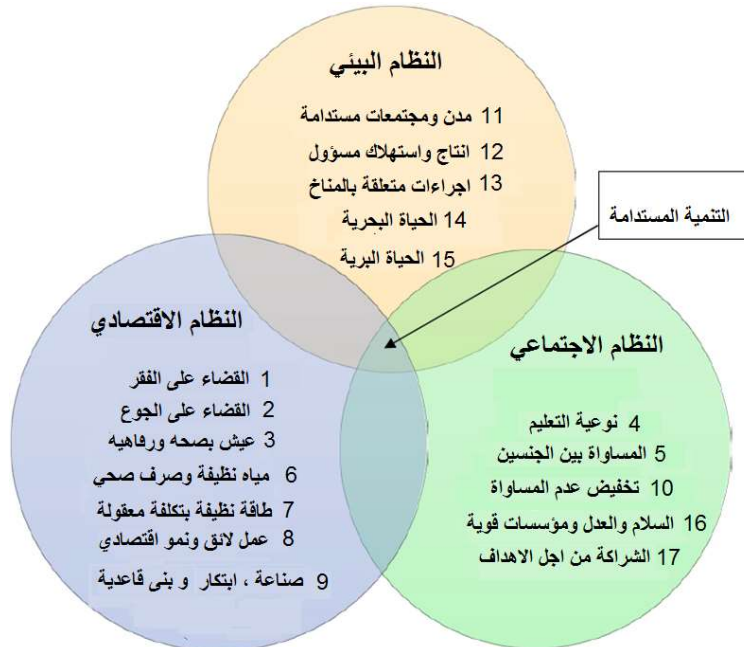 النظام البيئي
11 مدن ومجتمعات مستدامة
12 انتاج واستهلاك مسؤول
13 اجراءات متعلقة بالمناخ
14 الحياة البحرية
15 الحياة البرية
التنمية المستدامة
النظام الاجتماعي
4 نوعية التعليم
5 المساواة بين الجنسين
10 تخفيض عدم المساواة
16 السلام والعدل ومؤسسات قوية
17 الشراكة من اجل الاهداف
النظام الاقتصادي
1 القضاء على الفقر
2 القضاء على الجوع
3 عيش بصحه ورفاهيه
6 مياه نظيفة وصرف صحي
7 طاقة نظيفة بتكلفة معقولة
8 عمل لائق ونمو اقتصادي
9 صناعة ، ابتكار و بنى قاعدية